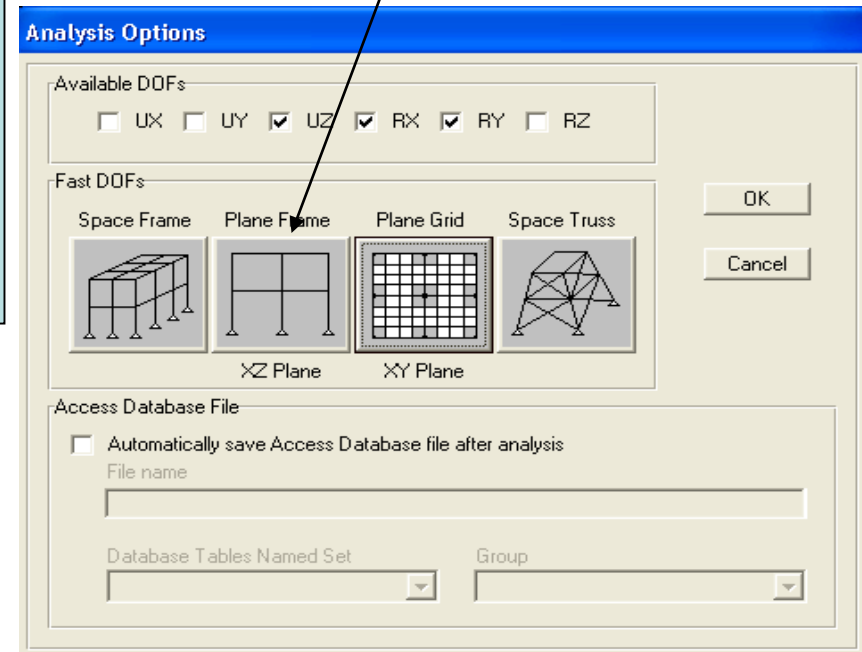 Analysis Options
Available DOFs
UX UY UZ RX RY RZ
Fast DOFs
Space Frame Plane Frame Plane Grid Space Truss
XZ Plane XY Plane
OK
Cancel
Access Database File
Automatically save Access Database file after analysis
File name
Database Tables Named Set Group